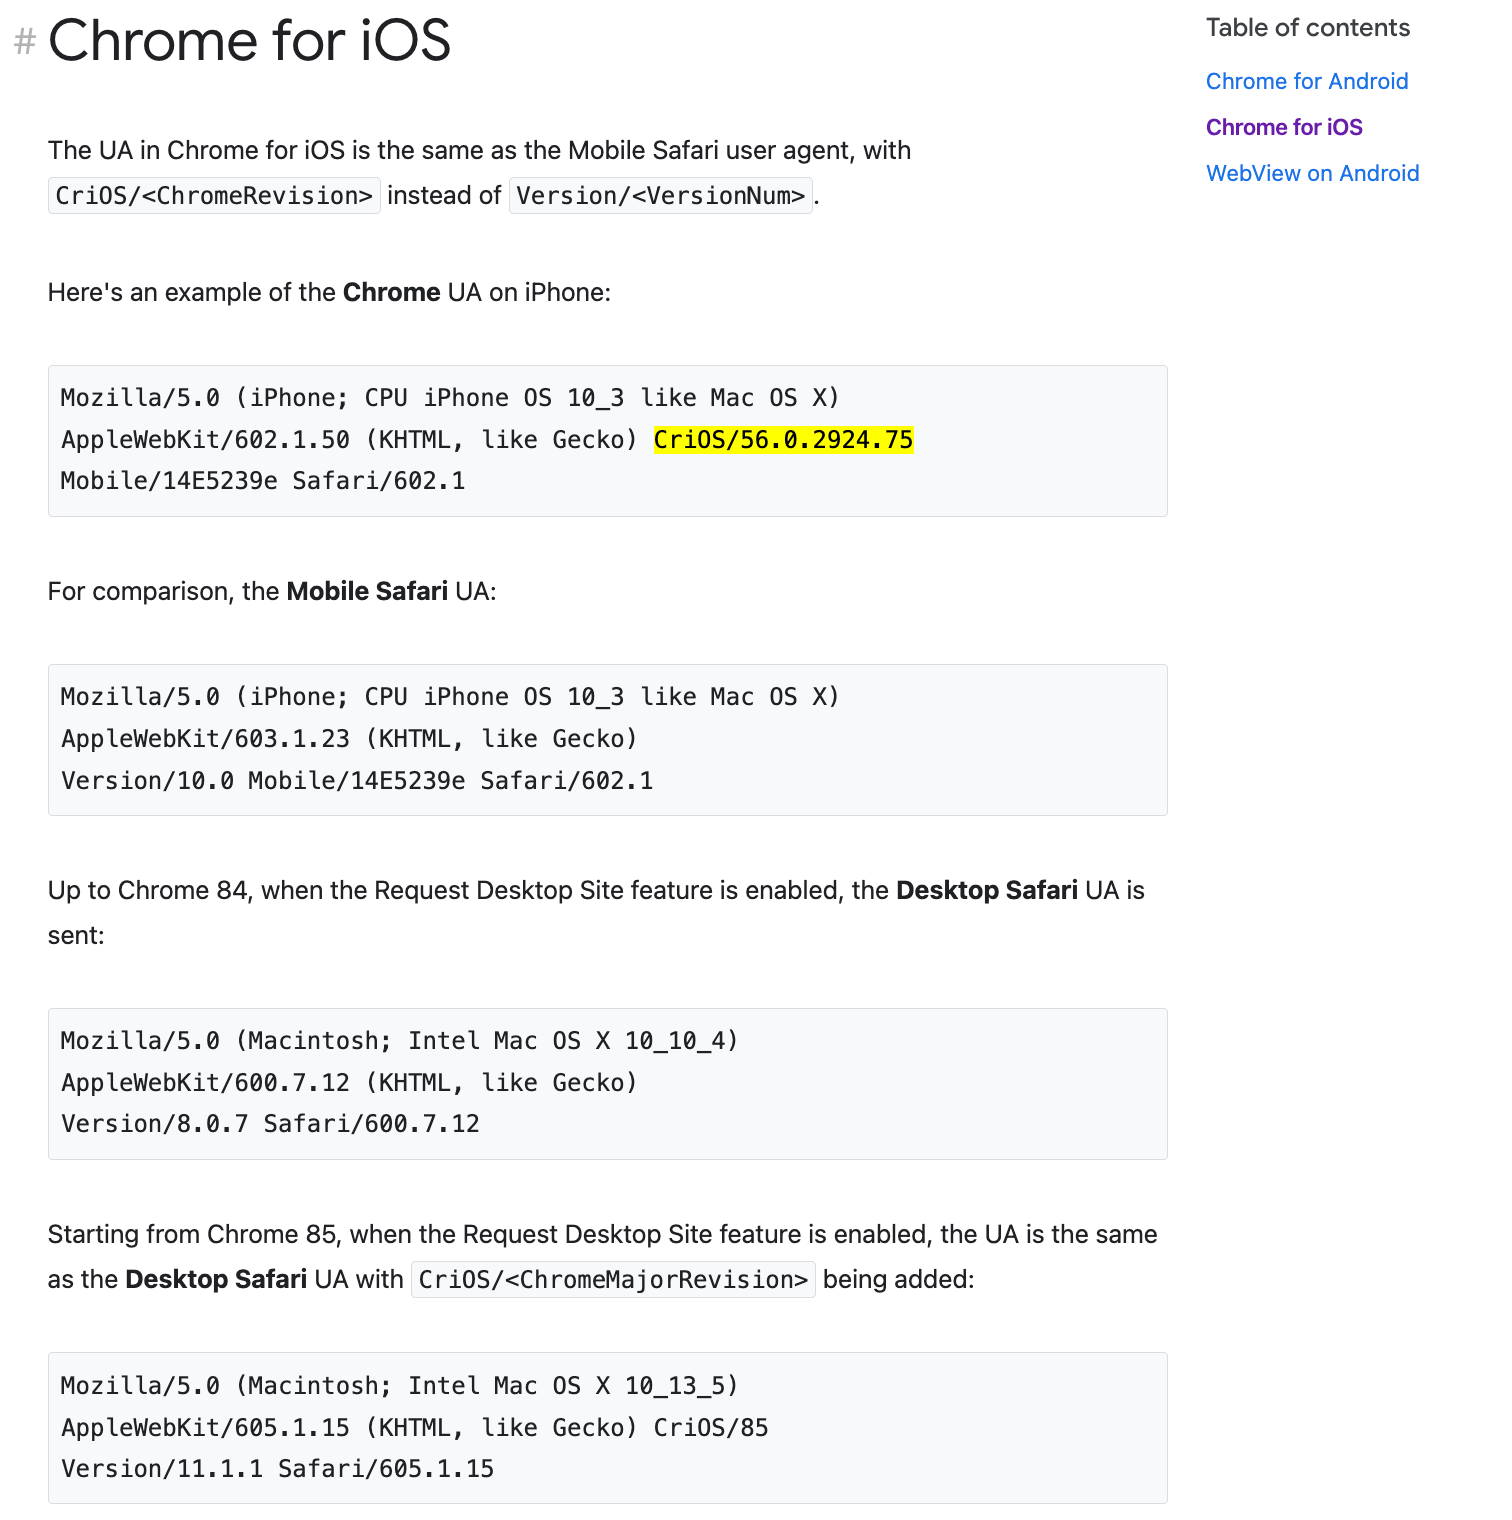 # Chrome for iOS
The UA in Chrome for iOS is the same as the Mobile Safari user agent, with
CriOS/<ChromeRevision> instead of Version/<VersionNum>.
Here's an example of the Chrome UA on iPhone:
Mozilla/5.0 (iPhone; CPU iPhone OS 10_3 like Mac OS X)
AppleWebKit/602.1.50 (KHTML, like Gecko) CriOS/56.0.2924.75
Mobile/14E5239e Safari/602.1
For comparison, the Mobile Safari UA:
Mozilla/5.0 (iPhone; CPU iPhone OS 10_3 like Mac OS X)
AppleWebKit/603.1.23 (KHTML, like Gecko)
Version/10.0 Mobile/14E5239e Safari/602.1
Up to Chrome 84, when the Request Desktop Site feature is enabled, the Desktop Safari UA is
sent:
Mozilla/5.0 (Macintosh; Intel Mac OS X 10_10_4)
AppleWebKit/600.7.12 (KHTML, like Gecko)
Version/8.0.7 Safari/600.7.12
Starting from Chrome 85, when the Request Desktop Site feature is enabled, the UA is the same
as the Desktop Safari UA with CriOS/<ChromeMajorRevision> being added:
Mozilla/5.0 (Macintosh; Intel Mac OS X 10_13_5)
AppleWebKit/605.1.15 (KHTML, like Gecko) CriOS/85
Version/11.1.1 Safari/605.1.15
Table of contents
Chrome for Android
Chrome for iOS
WebView on Android